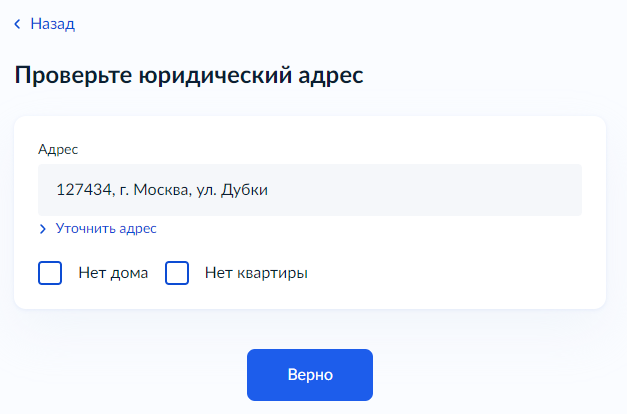 Назад
Проверьте юридический адрес
Адрес
127434, г. Москва, ул. Дубки
Уточнить адрес
Нет дома Нет квартиры
Верно